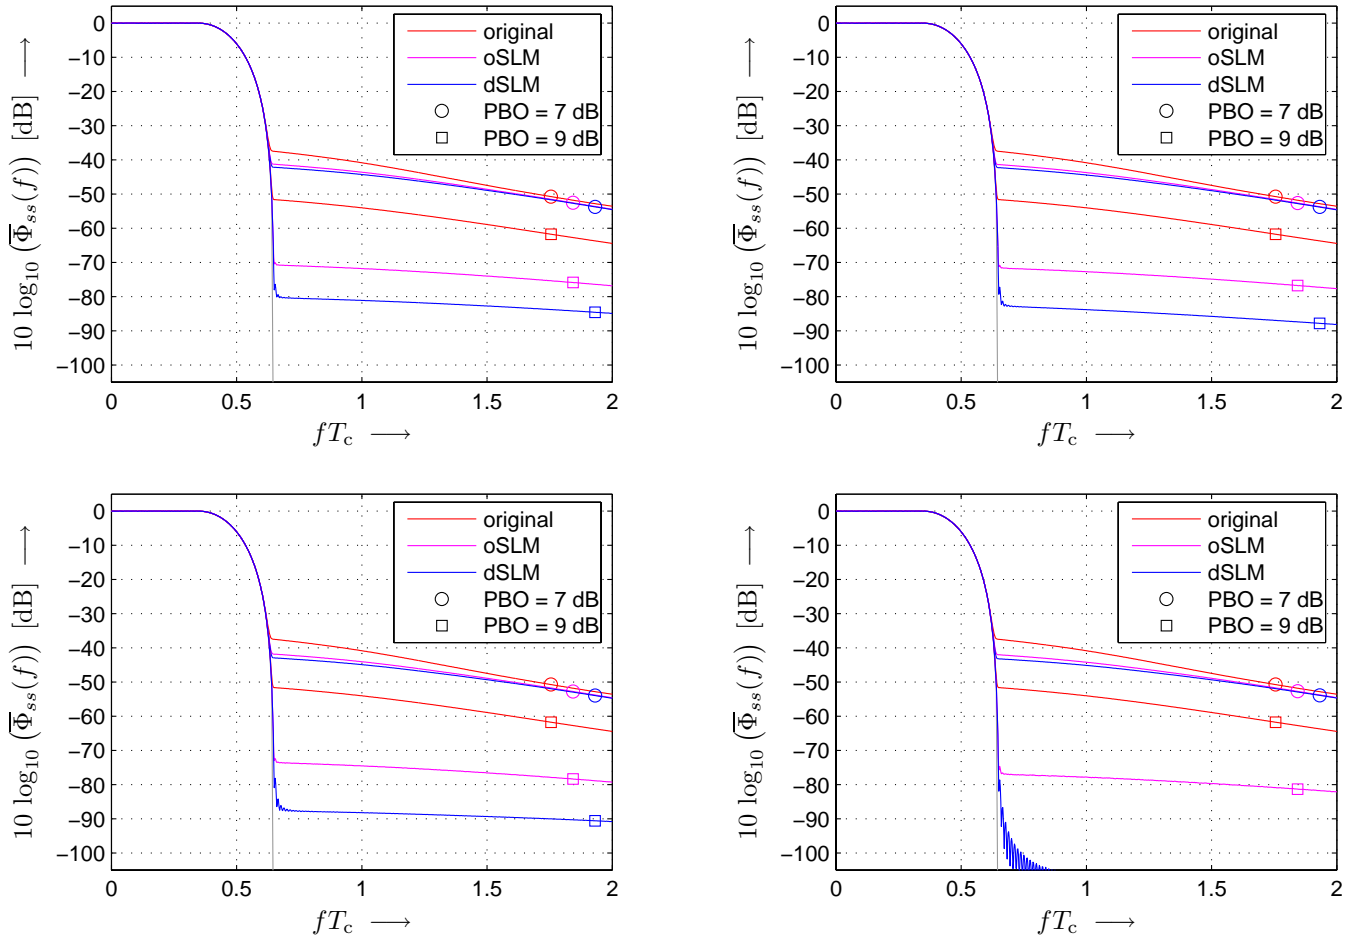 0
−10
−20
−30
−40
−50
−60
−70
−80
−90
−100
10 log10 (Φ̅ss(f)) [dB] ⟶
original
oSLM
dSLM
PBO = 7 dB
PBO = 9 dB
0 0.5 1 1.5 2
fTc ⟶
0
−10
−20
−30
−40
−50
−60
−70
−80
−90
−100
10 log10 (Φ̅ss(f)) [dB] ⟶
original
oSLM
dSLM
PBO = 7 dB
PBO = 9 dB
0 0.5 1 1.5 2
fTc ⟶
0
−10
−20
−30
−40
−50
−60
−70
−80
−90
−100
10 log10 (Φ̅ss(f)) [dB] ⟶
original
oSLM
dSLM
PBO = 7 dB
PBO = 9 dB
0 0.5 1 1.5 2
fTc ⟶
0
−10
−20
−30
−40
−50
−60
−70
−80
−90
−100
10 log10 (Φ̅ss(f)) [dB] ⟶
original
oSLM
dSLM
PBO = 7 dB
PBO = 9 dB
0 0.5 1 1.5 2
fTc ⟶